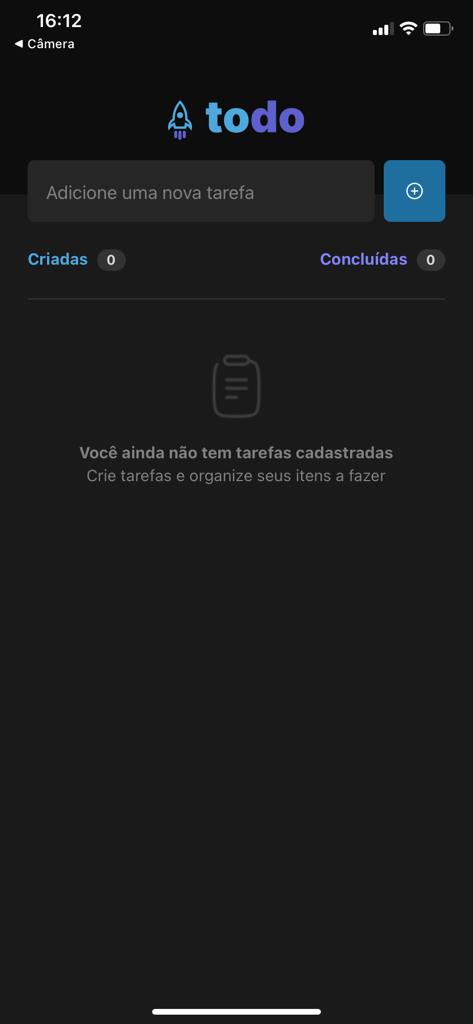 16:12
◀ Câmera
todo
Adicione uma nova tarefa
Criadas 0 Concluídas 0
Você ainda não tem tarefas cadastradas
Crie tarefas e organize seus itens a fazer